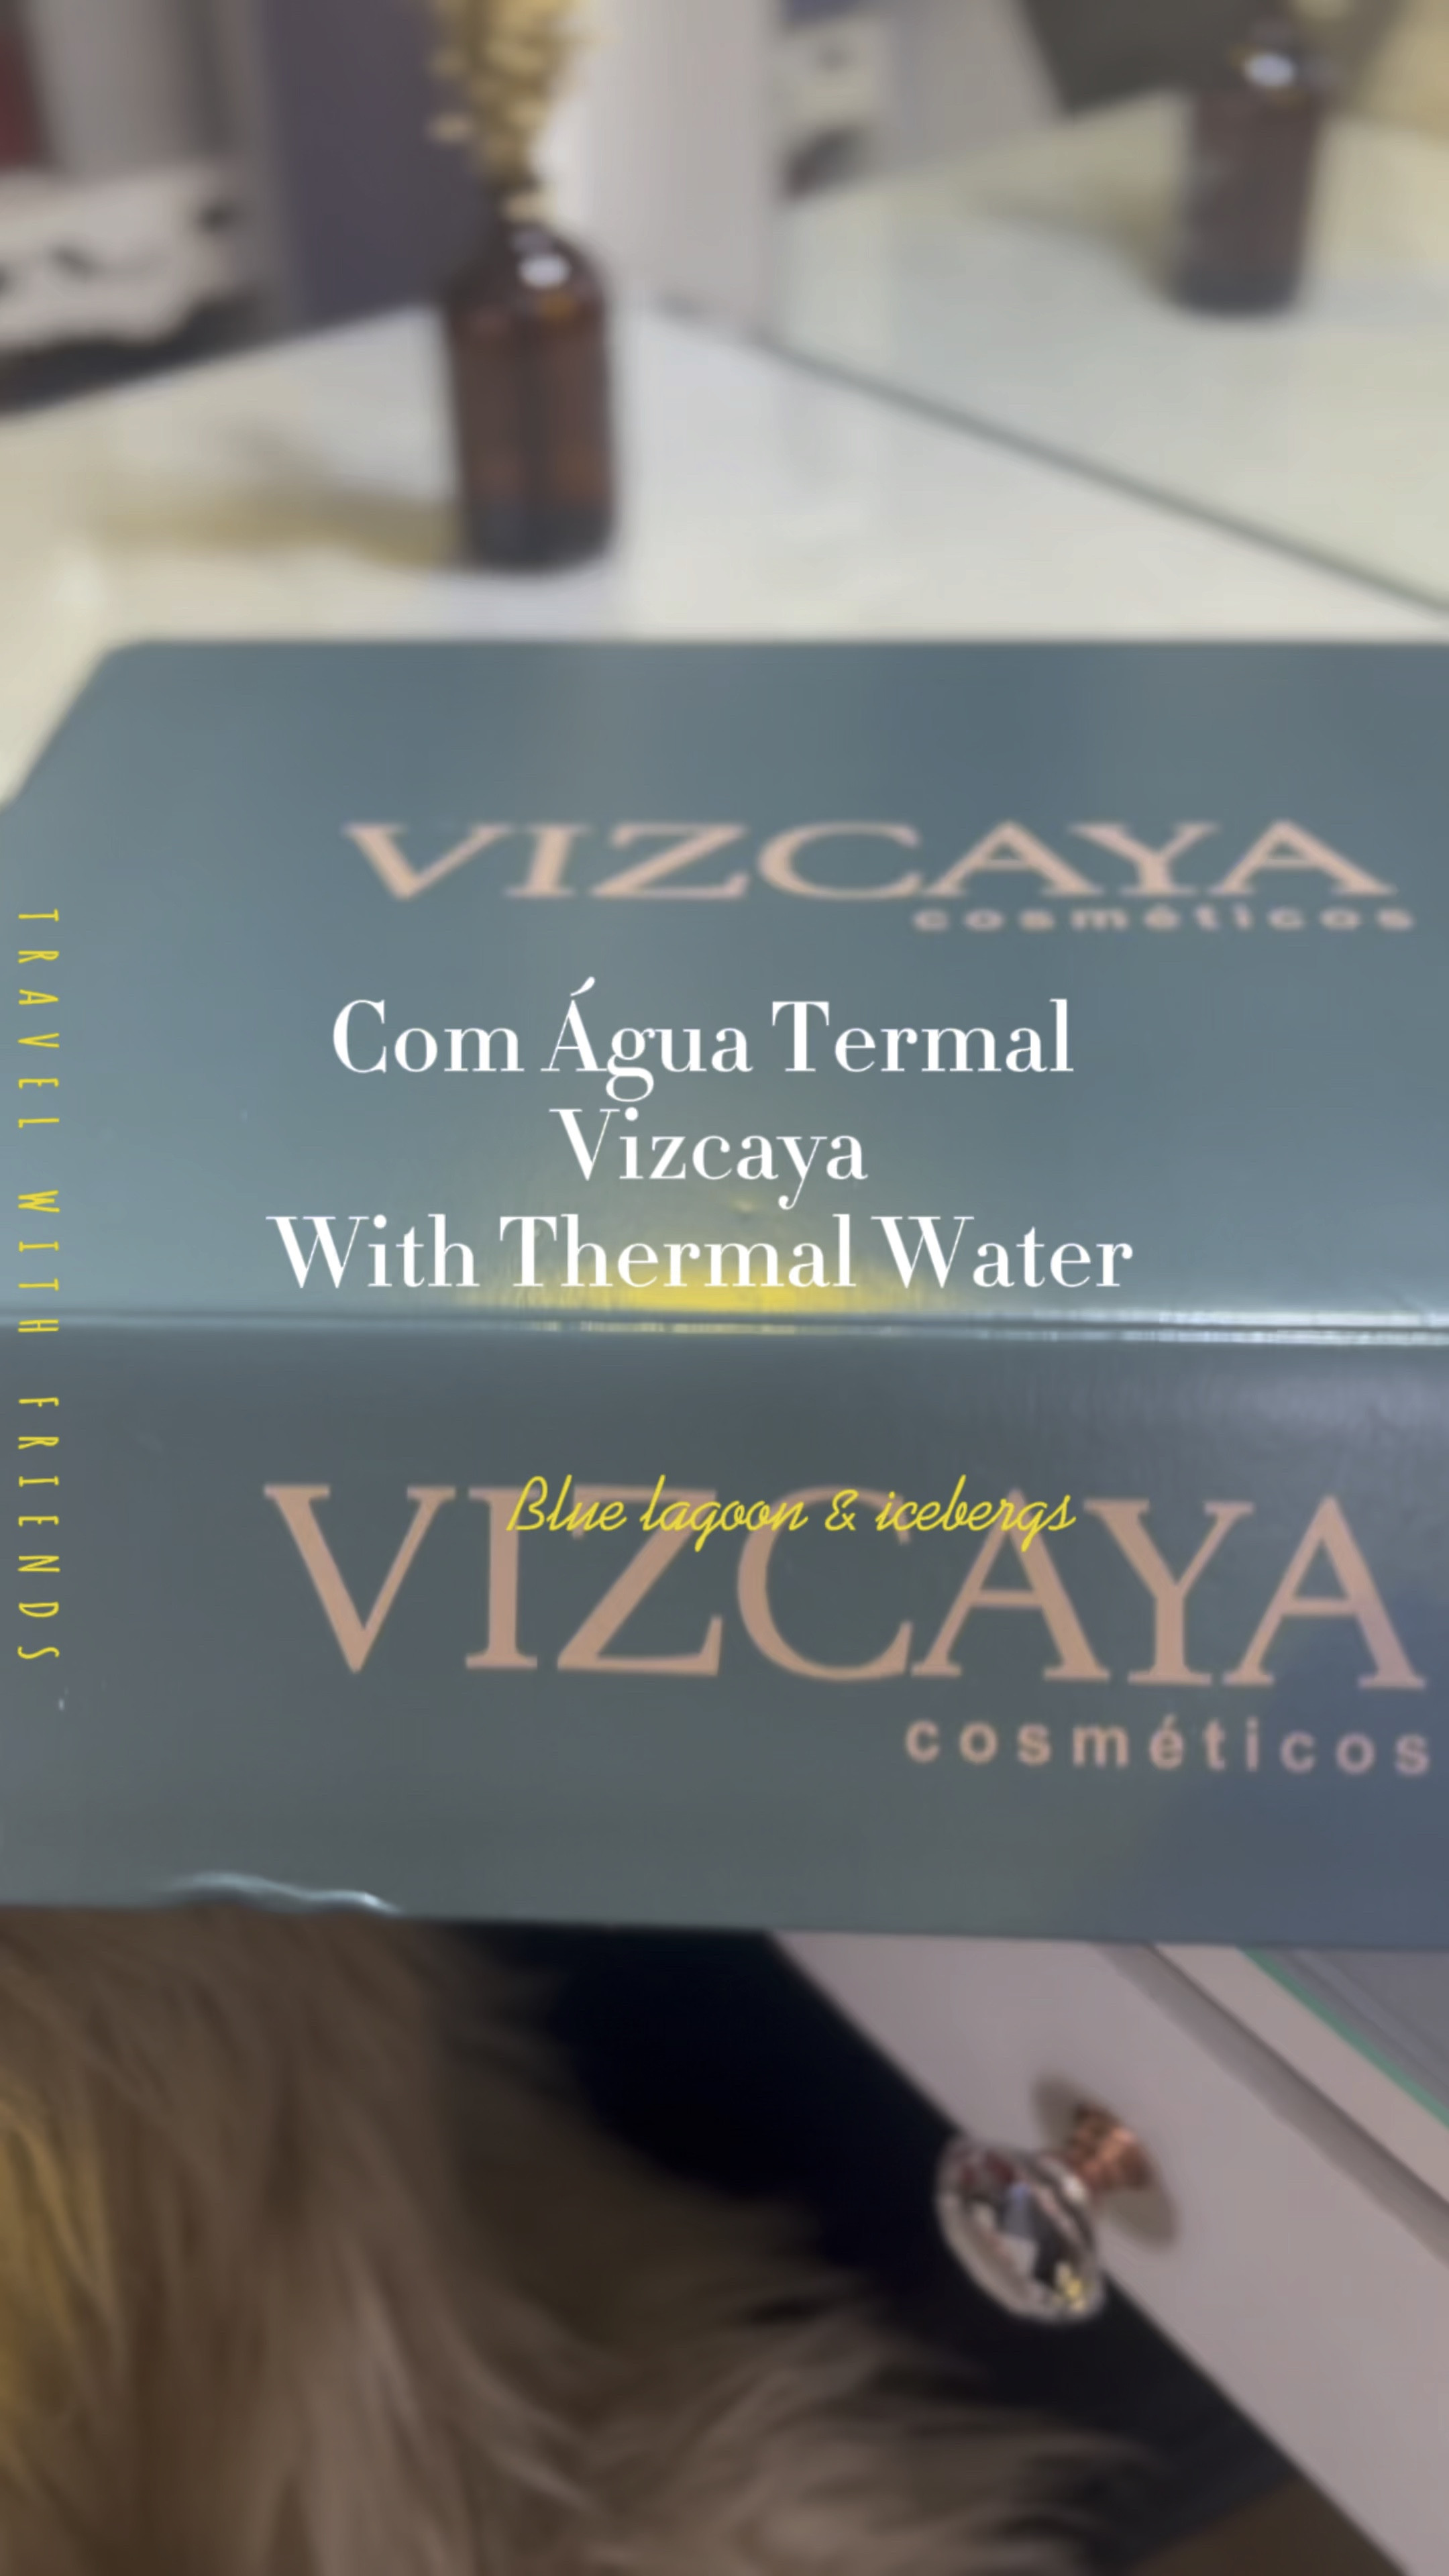 VIZCAYA
cosméticos
Com Água Termal
Vizcaya
With Thermal Water
TRAVEL WITH FRIENDS
Blue lagoon & icebergs
VIZCAYA
cosméticos